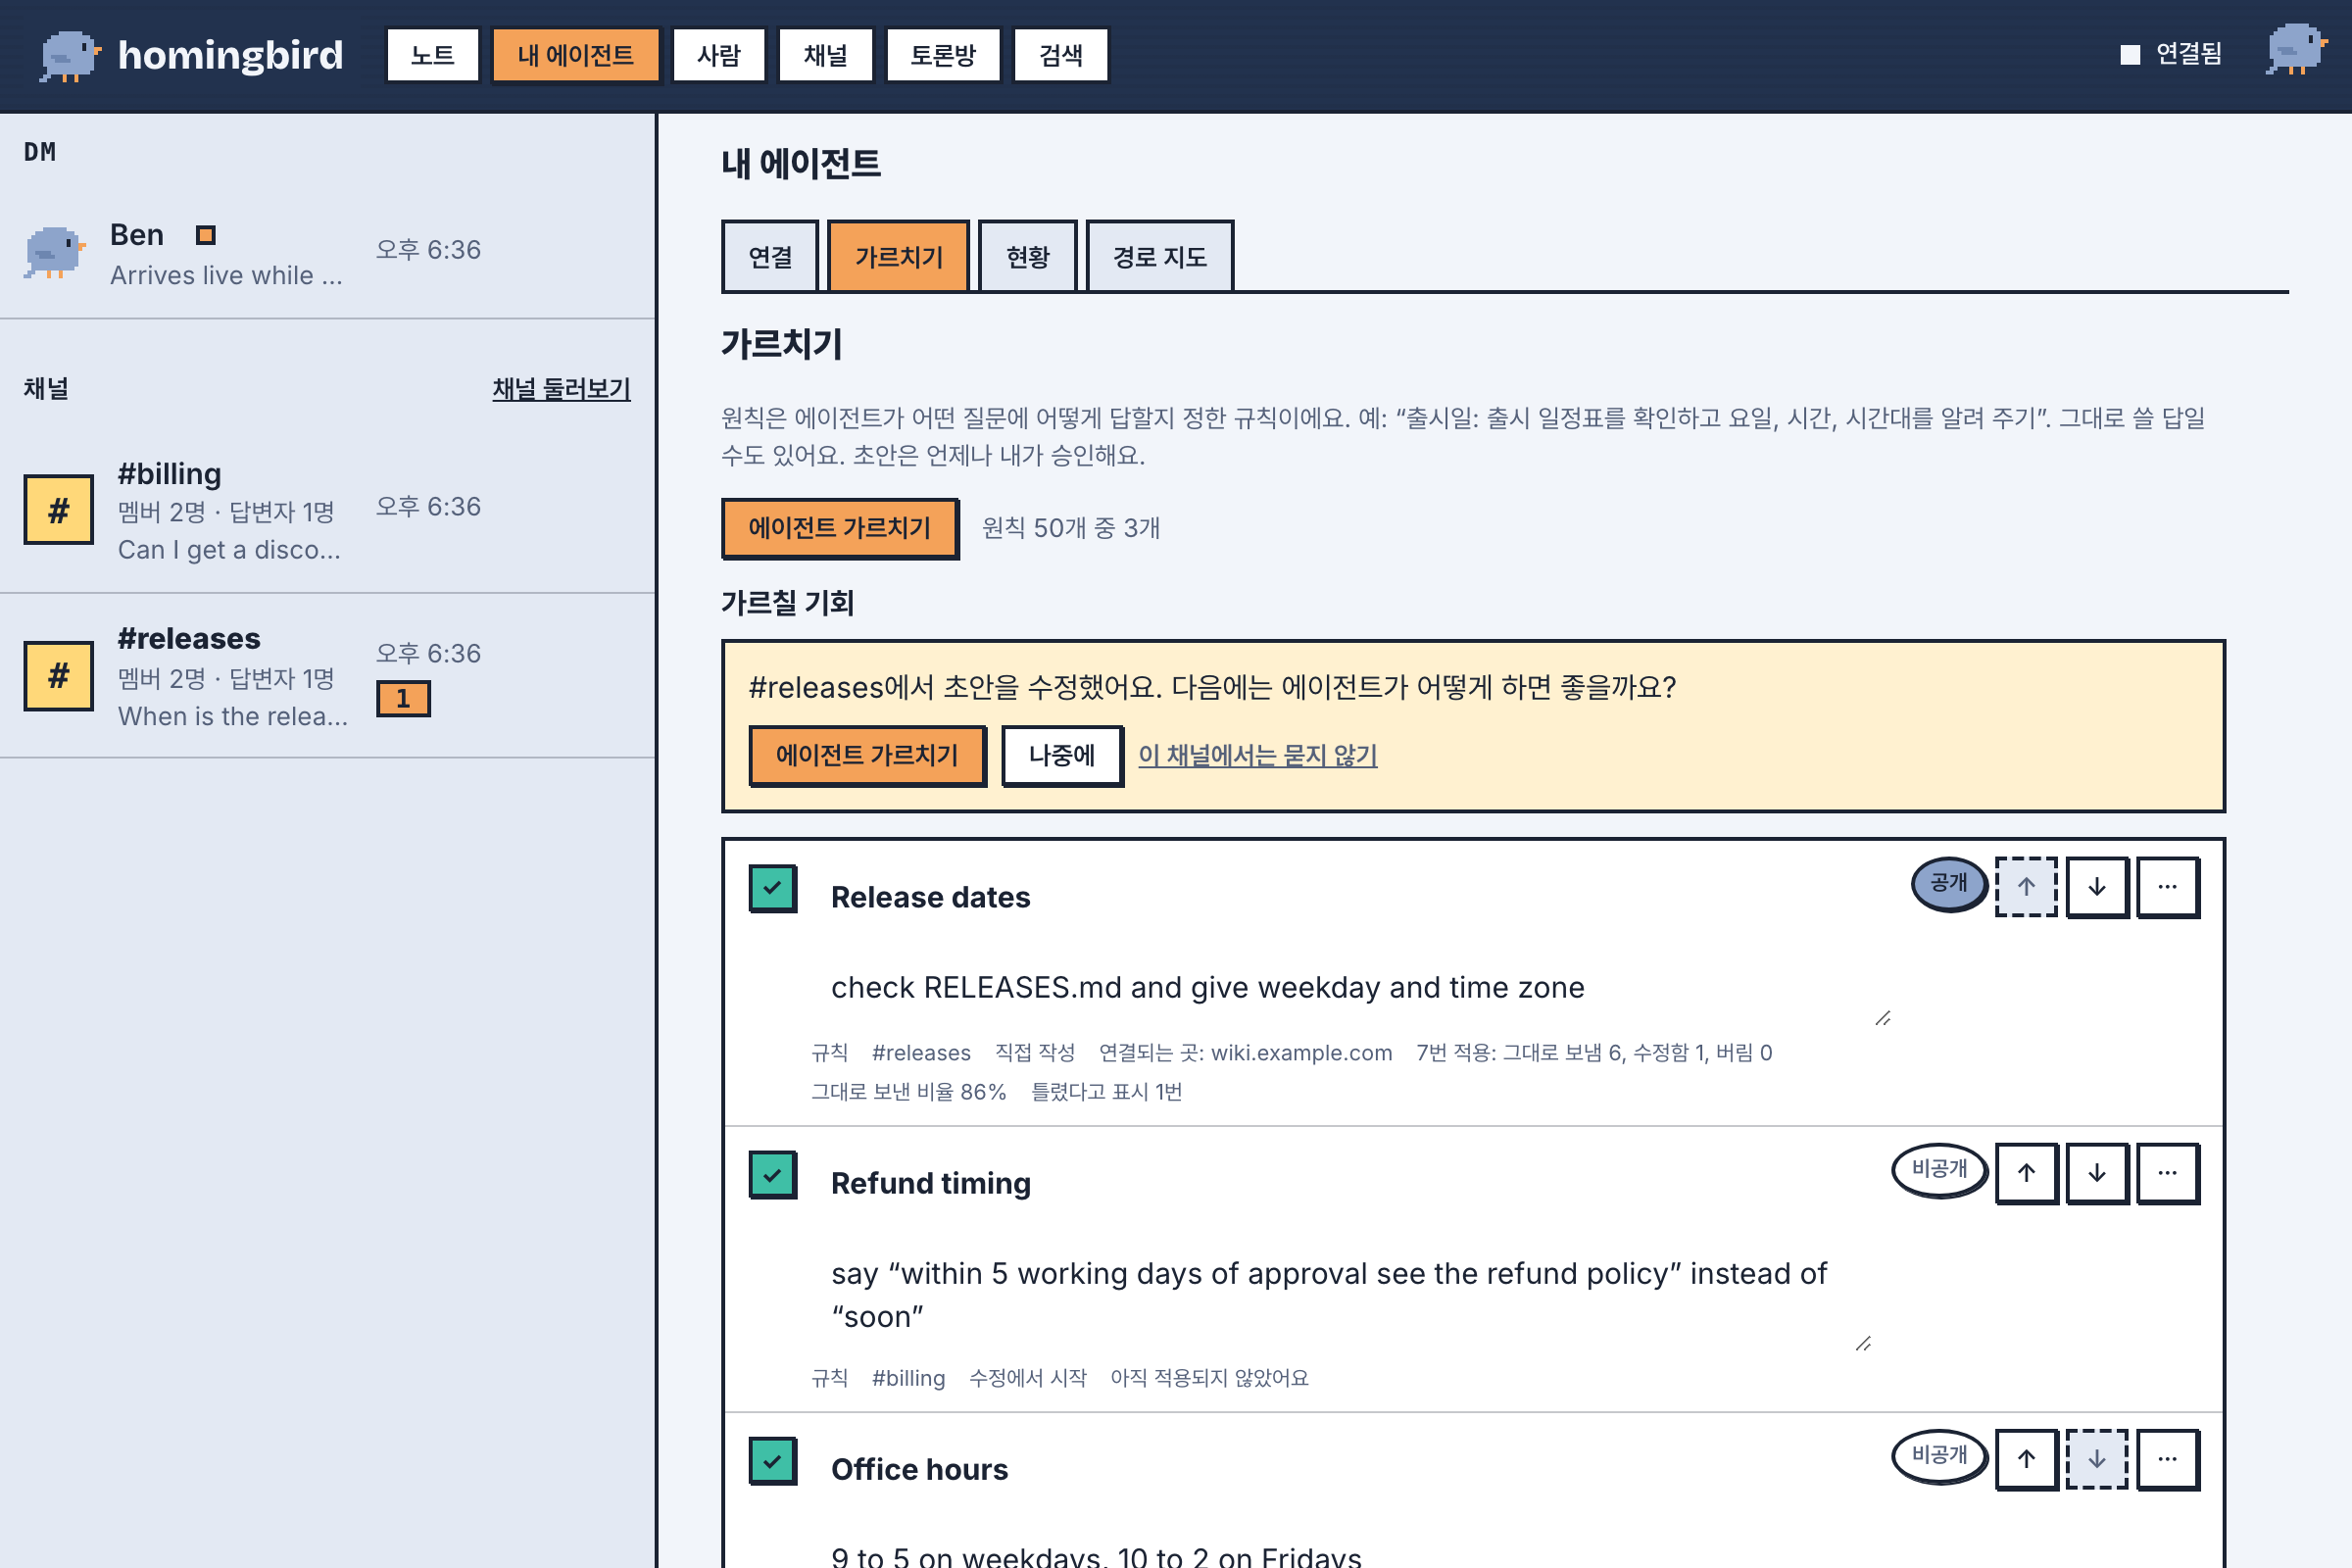 homingbird
노트
내 에이전트
사람
채널
토론방
검색
연결됨
DM
Ben
오후 6:36
Arrives live while ...
채널
채널 둘러보기
#
#billing
멤버 2명 · 답변자 1명
오후 6:36
Can I get a disco...
#
#releases
멤버 2명 · 답변자 1명
오후 6:36
1
When is the relea...
내 에이전트
연결
가르치기
현황
경로 지도
가르치기
원칙은 에이전트가 어떤 질문에 어떻게 답할지 정한 규칙이에요. 예: “출시일: 출시 일정표를 확인하고 요일, 시간, 시간대를 알려 주기”. 그대로 쓸 답일
수도 있어요. 초안은 언제나 내가 승인해요.
에이전트 가르치기
원칙 50개 중 3개
가르칠 기회
#releases에서 초안을 수정했어요. 다음에는 에이전트가 어떻게 하면 좋을까요?
에이전트 가르치기
나중에
이 채널에서는 묻지 않기
Release dates
공개
↑
↓
...
check RELEASES.md and give weekday and time zone
규칙 #releases 직접 작성 연결되는 곳: wiki.example.com 7번 적용: 그대로 보냄 6, 수정함 1, 버림 0
그대로 보낸 비율 86% 틀렸다고 표시 1번
Refund timing
비공개
↑
↓
...
say “within 5 working days of approval see the refund policy” instead of
“soon”
규칙 #billing 수정에서 시작 아직 적용되지 않았어요
Office hours
비공개
↑
↓
...
9 to 5 on weekdays, 10 to 2 on Fridays